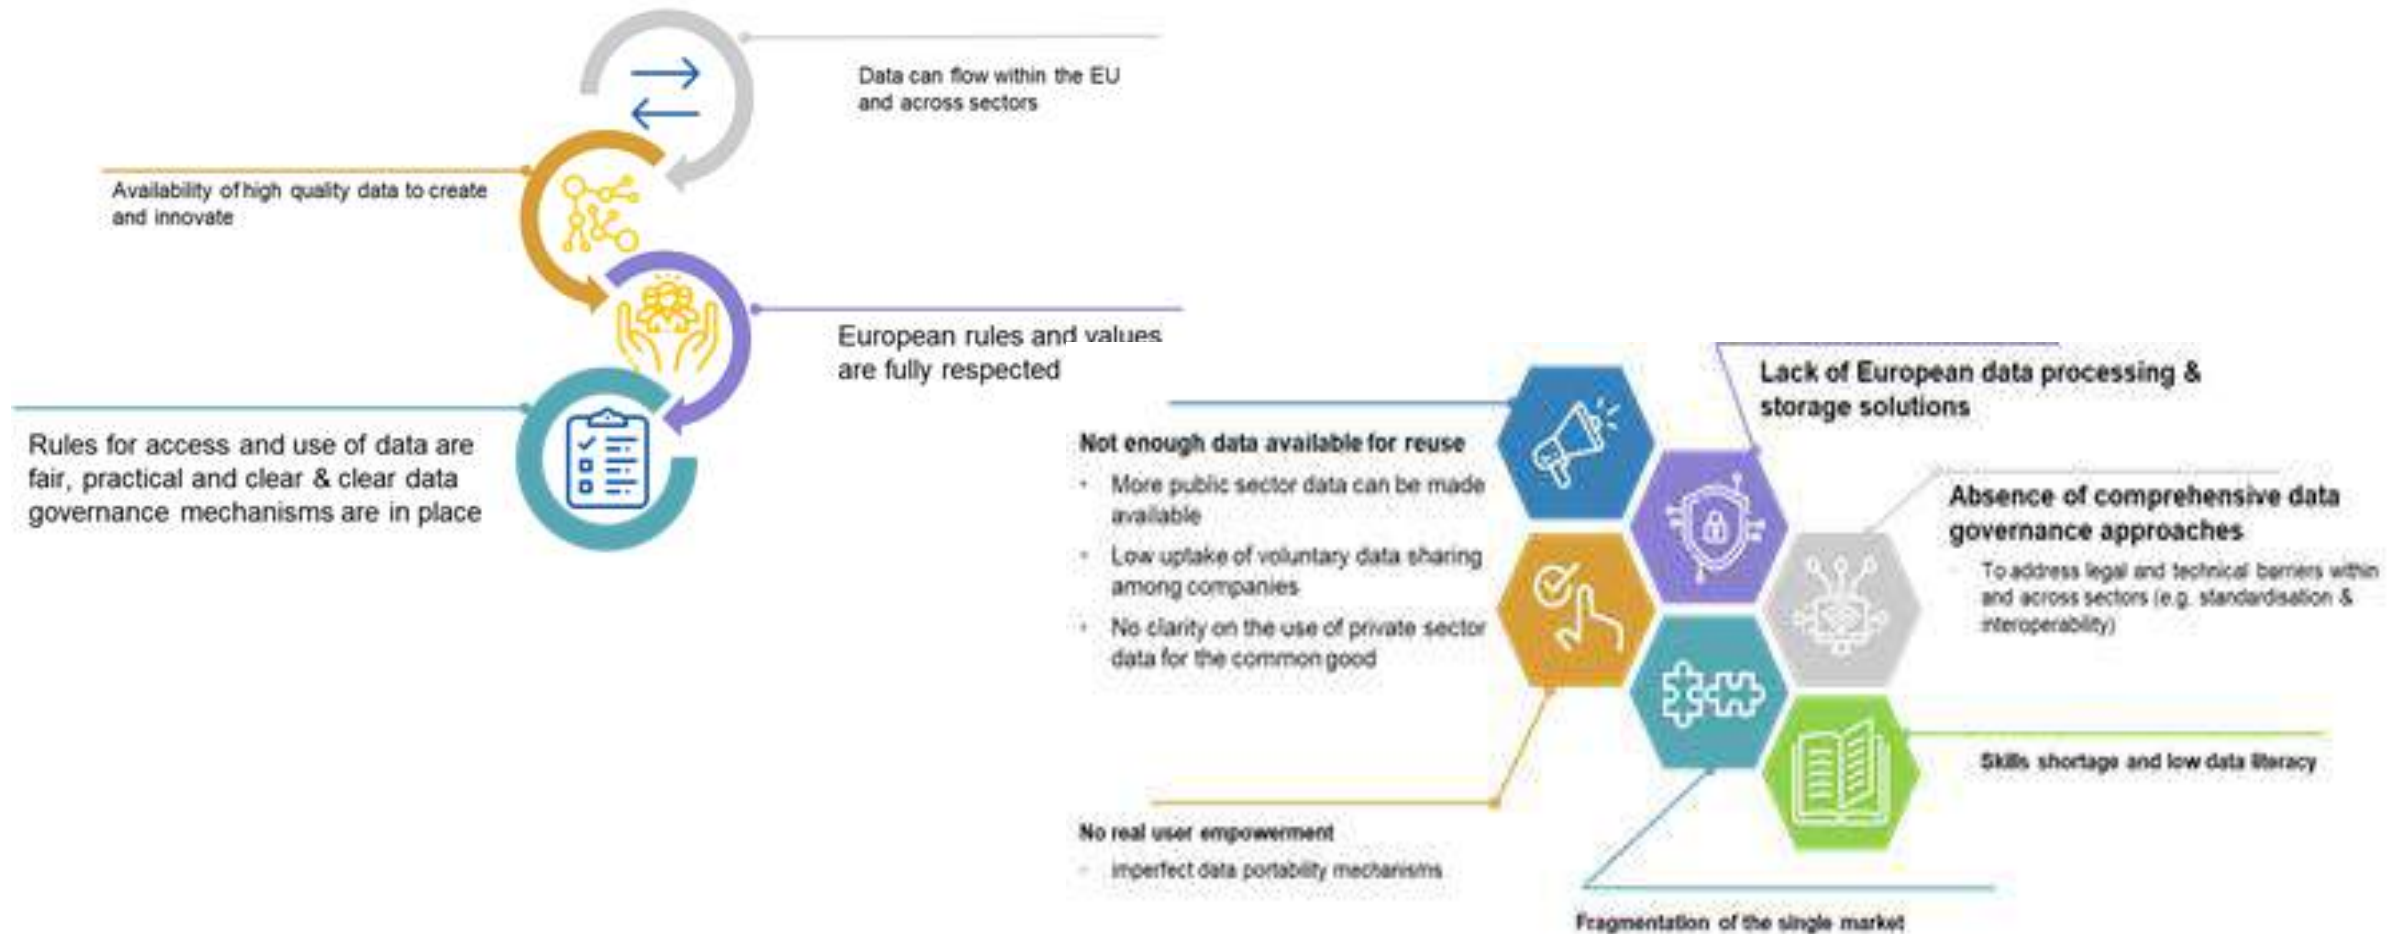 Data can flow within the EU
and across sectors
Availability of high quality data to create
and innovate
European rules and values
are fully respected
Rules for access and use of data are
fair, practical and clear & clear data
governance mechanisms are in place
Lack of European data processing &
storage solutions
Not enough data available for reuse
• More public sector data can be made
available
• Low uptake of voluntary data sharing
among companies
• No clarity on the use of private sector
data for the common good
Absence of comprehensive data
governance approaches
- To address legal and technical barriers within
and across sectors (e.g. standardisation &
interoperability)
Skills shortage and low data literacy
No real user empowerment
- imperfect data portability mechanisms
Fragmentation of the single market